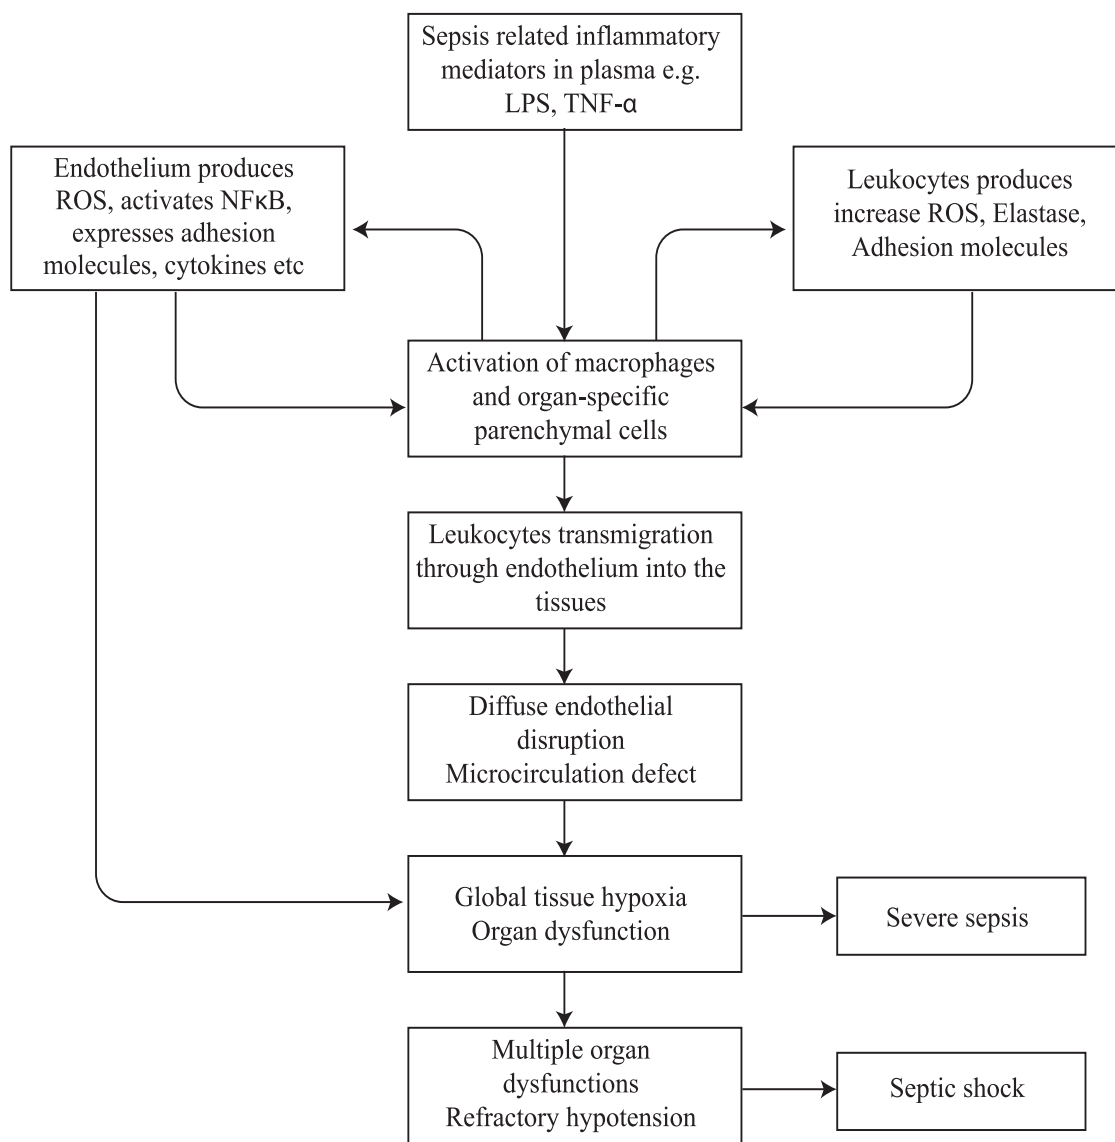 Sepsis related inflammatory
mediators in plasma e.g.
LPS, TNF-α
Endothelium produces
ROS, activates NFκB,
expresses adhesion
molecules, cytokines etc
Leukocytes produces
increase ROS, Elastase,
Adhesion molecules
Activation of macrophages
and organ-specific
parenchymal cells
Leukocytes transmigration
through endothelium into the
tissues
Diffuse endothelial
disruption
Microcirculation defect
Global tissue hypoxia
Organ dysfunction
Severe sepsis
Multiple organ
dysfunctions
Refractory hypotension
Septic shock